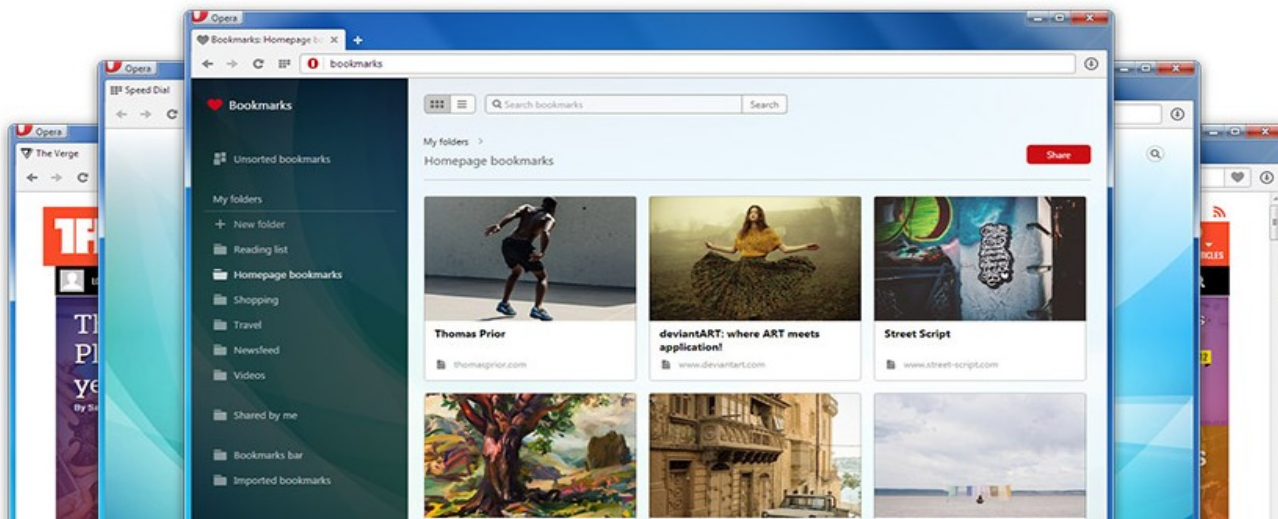 Opera
Bookmarks: Homepage bo
bookmarks
Bookmarks
Search bookmarks
Search
Unsorted bookmarks
My folders
Homepage bookmarks
Share
My folders
New folder
Reading list
Homepage bookmarks
Shopping
Travel
Newsfeed
Videos
Shared by me
Bookmarks bar
Imported bookmarks
Thomas Prior
thomasprior.com
deviantART: where ART meets
application!
www.deviantart.com
Street Script
www.street-script.com
Opera
Speed Dial
Opera
The Verge
By